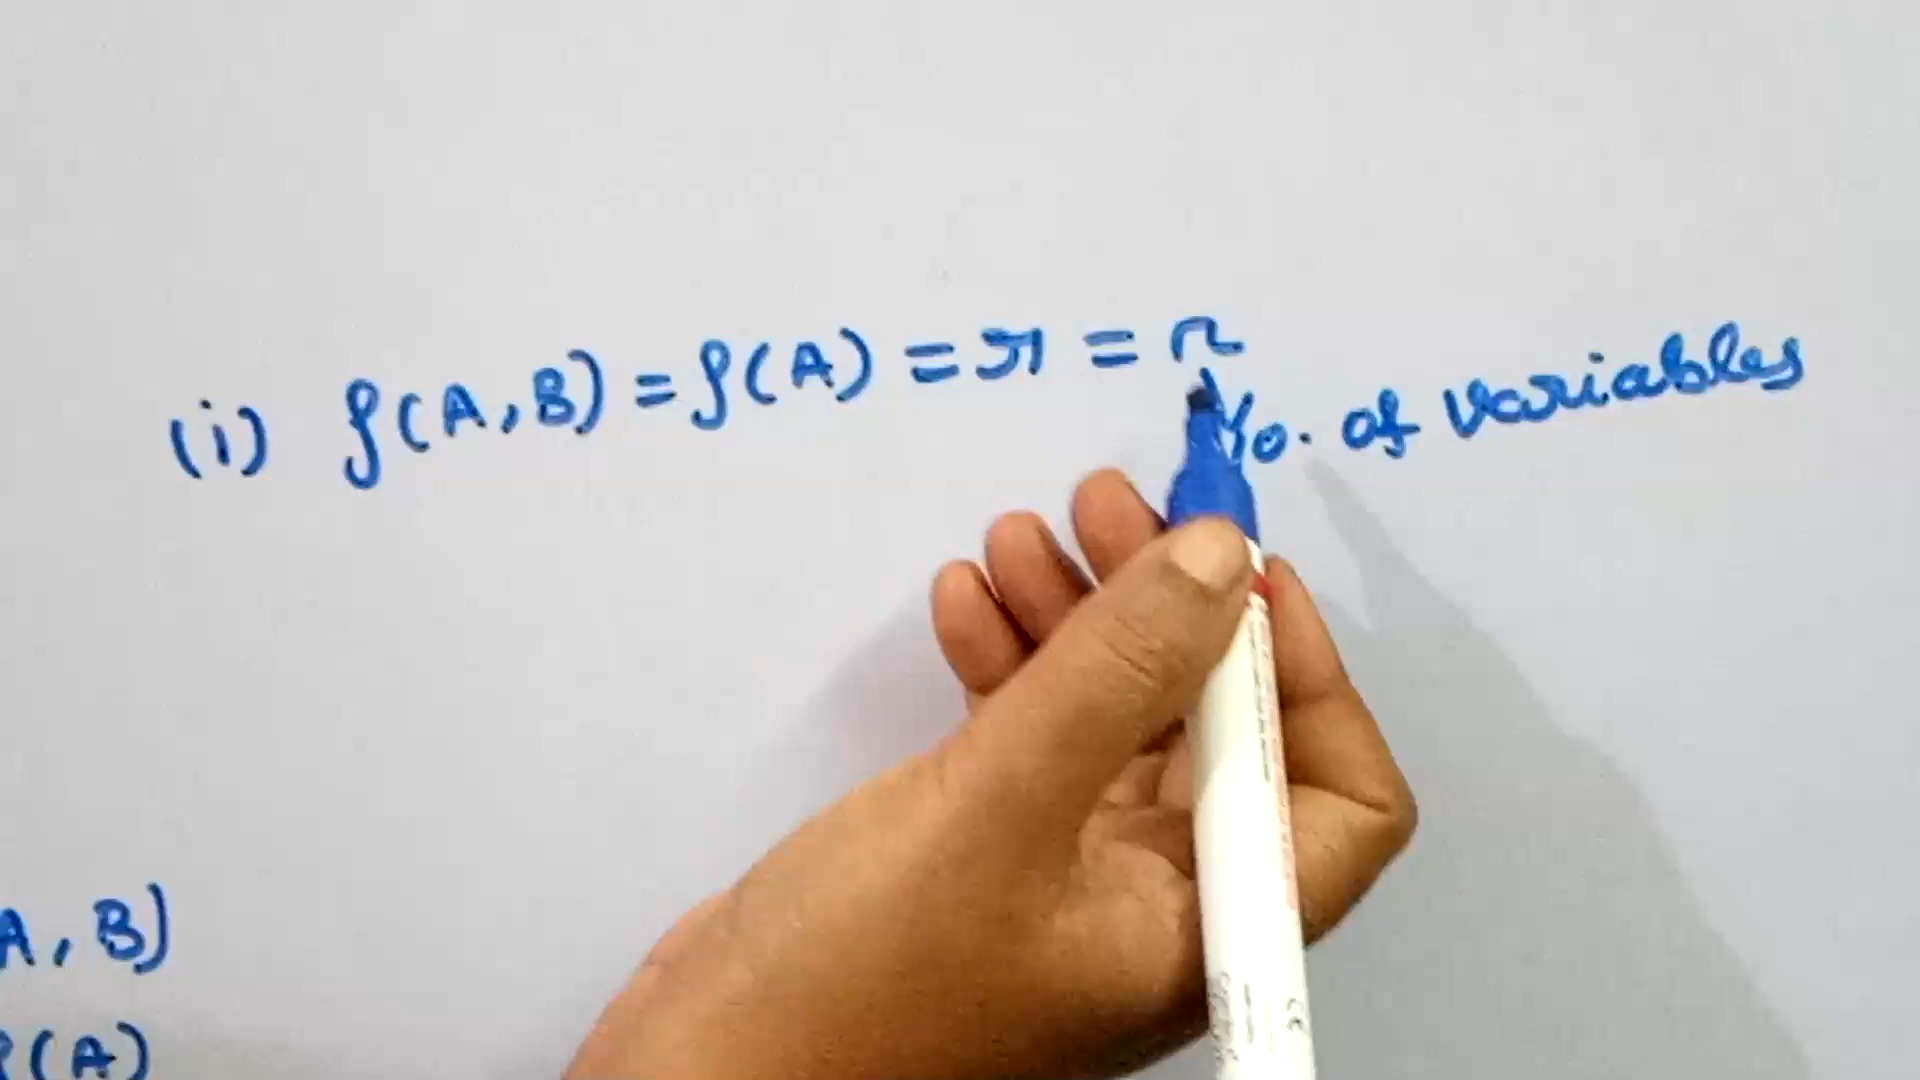 (i) ρ(A,B) = ρ(A) = r = n
No. of variables
A, B)
ρ(A)